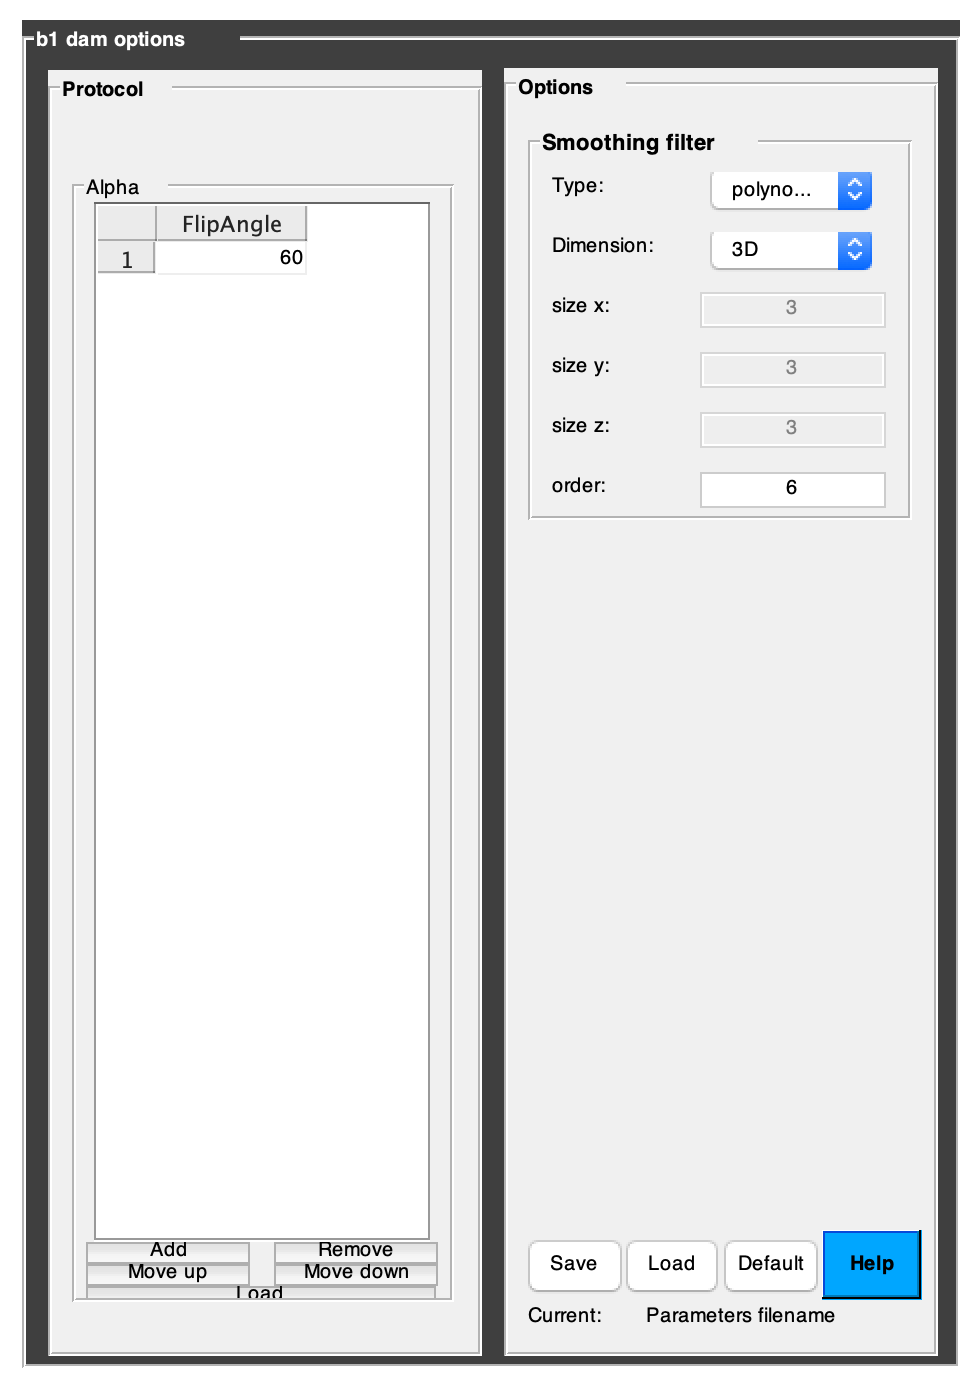 b1 dam options
Protocol
Alpha
FlipAngle
1 60
Add Remove
Move up Move down
Load
Options
Smoothing filter
Type: polyno...
Dimension: 3D
size x: 3
size y: 3
size z: 3
order: 6
Save Load Default Help
Current: Parameters filename